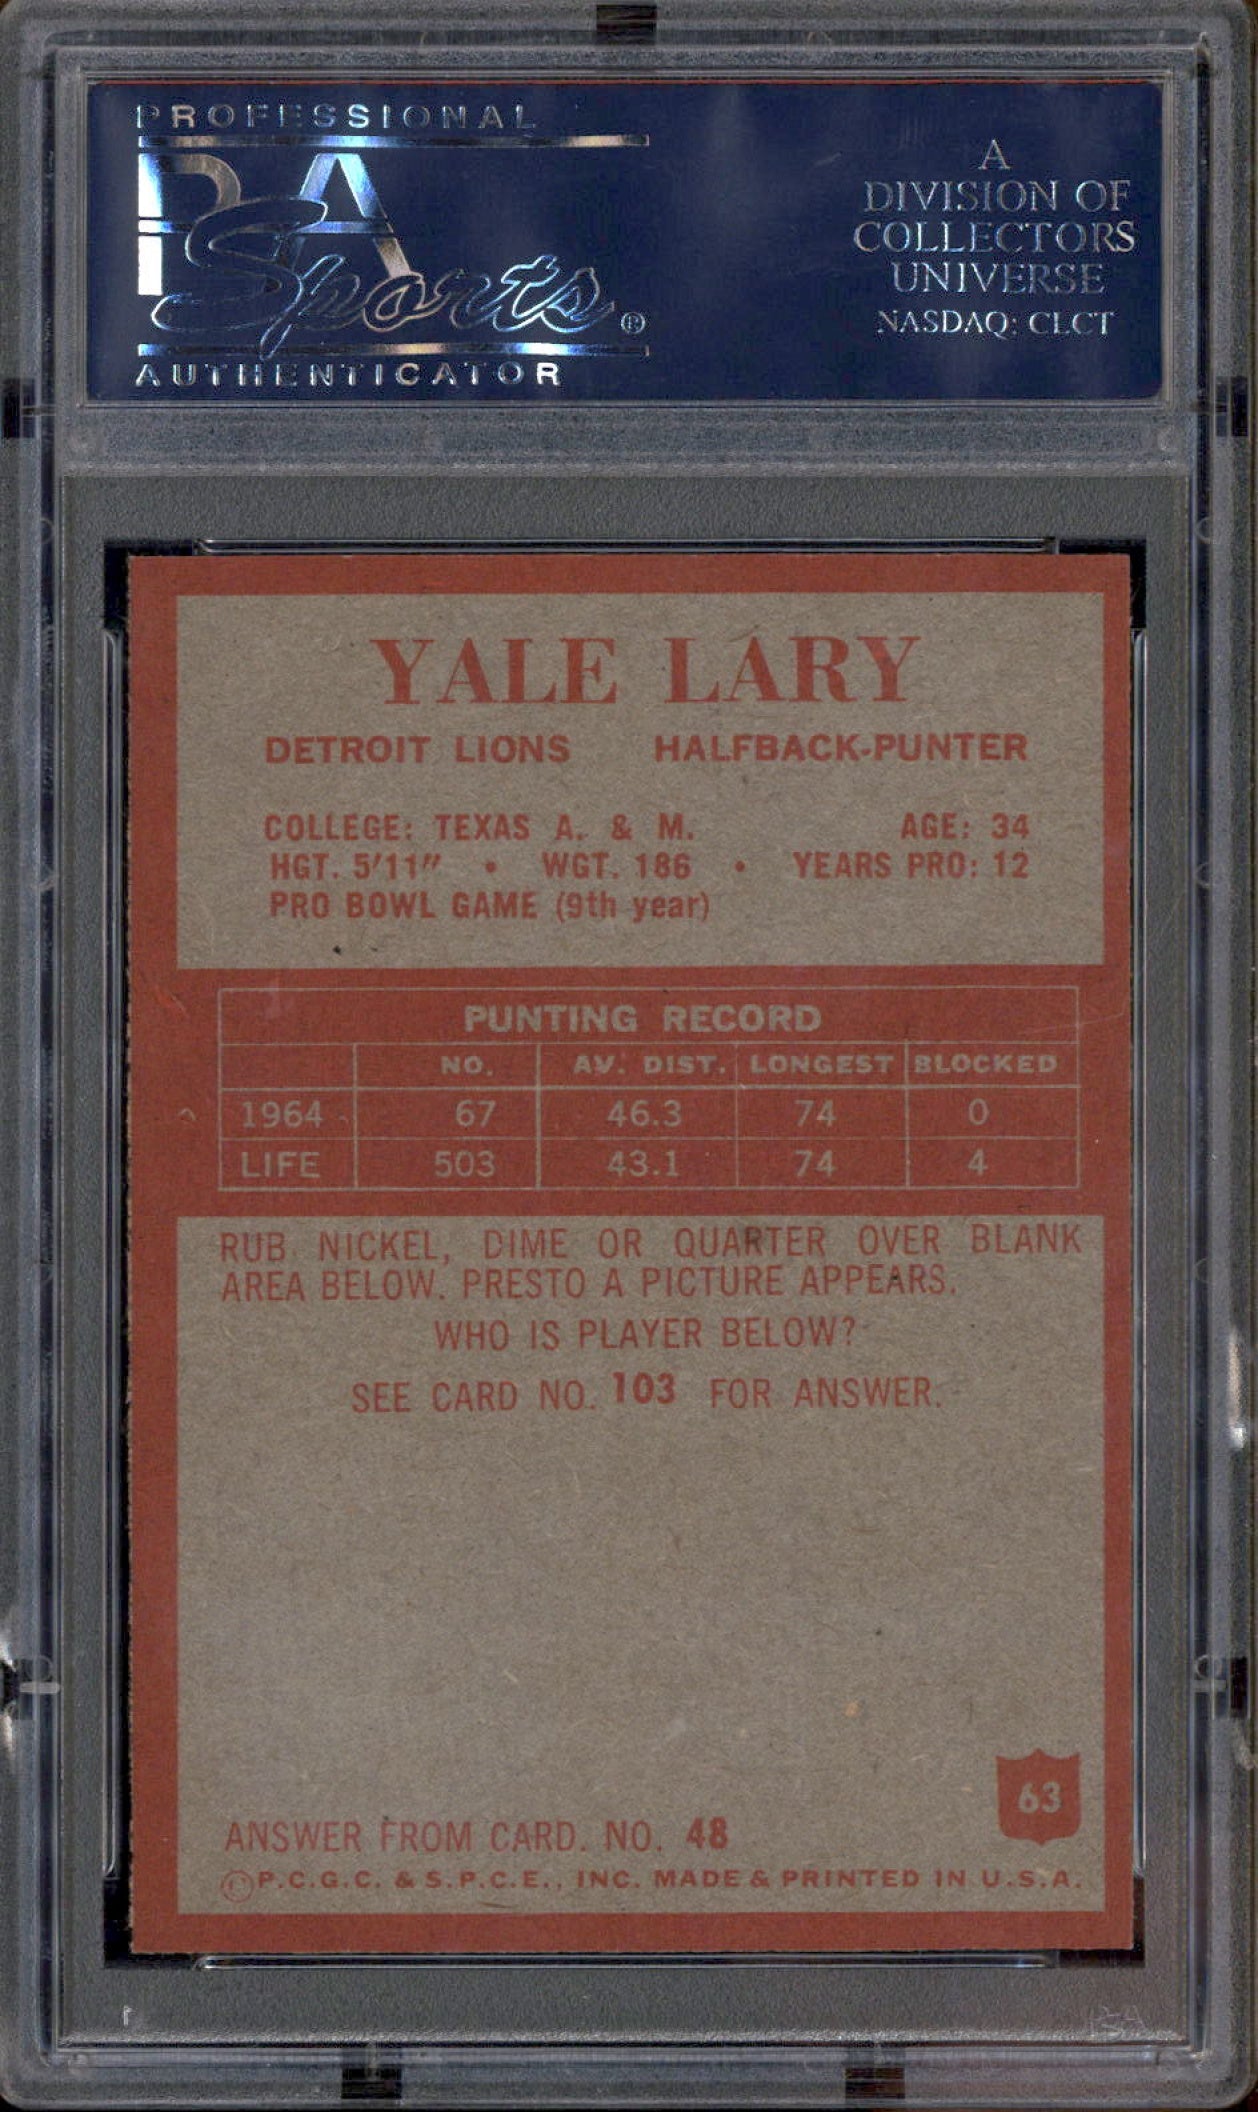 PROFESSIONAL
PSA
Sports ®
AUTHENTICATOR
A
DIVISION OF
COLLECTORS
UNIVERSE
NASDAQ: CLCT
YALE LARY
DETROIT LIONS HALFBACK-PUNTER
COLLEGE: TEXAS A. & M. AGE: 34
HGT. 5'11" • WGT. 186 • YEARS PRO: 12
PRO BOWL GAME (9th year)
PUNTING RECORD
NO. AV. DIST. LONGEST BLOCKED
1964 67 46.3 74 0
LIFE 503 43.1 74 4
RUB NICKEL, DIME OR QUARTER OVER BLANK
AREA BELOW. PRESTO A PICTURE APPEARS.
WHO IS PLAYER BELOW?
SEE CARD NO. 103 FOR ANSWER.
63
ANSWER FROM CARD. NO. 48
©P.C.G.C. & S.P.C.E., INC. MADE & PRINTED IN U.S.A.
PSA